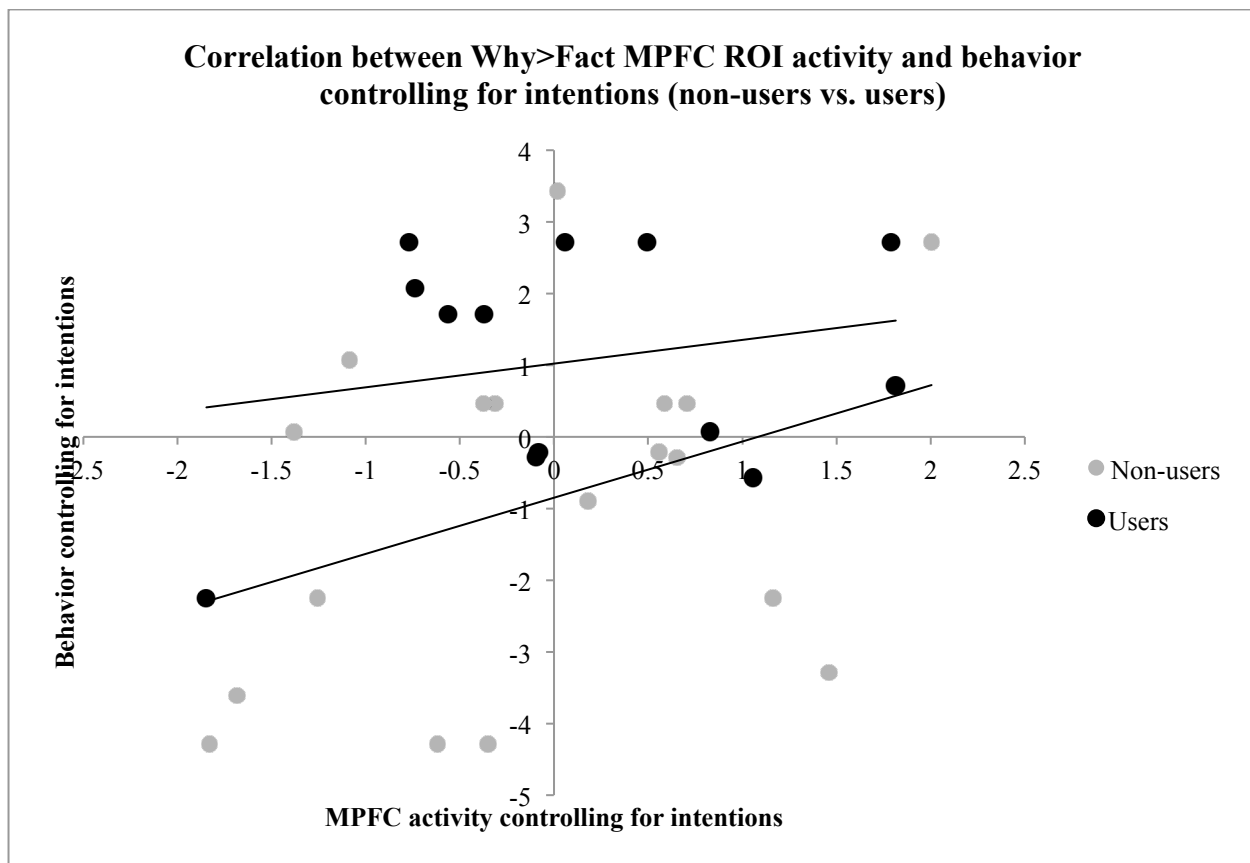 Correlation between Why>Fact MPFC ROI activity and behavior
controlling for intentions (non-users vs. users)
Behavior controlling for intentions
4
3
2
1
0
-1
-2
-3
-4
-5
-2.5 -2 -1.5 -1 -0.5 0 0.5 1 1.5 2 2.5
Non-users
Users
MPFC activity controlling for intentions